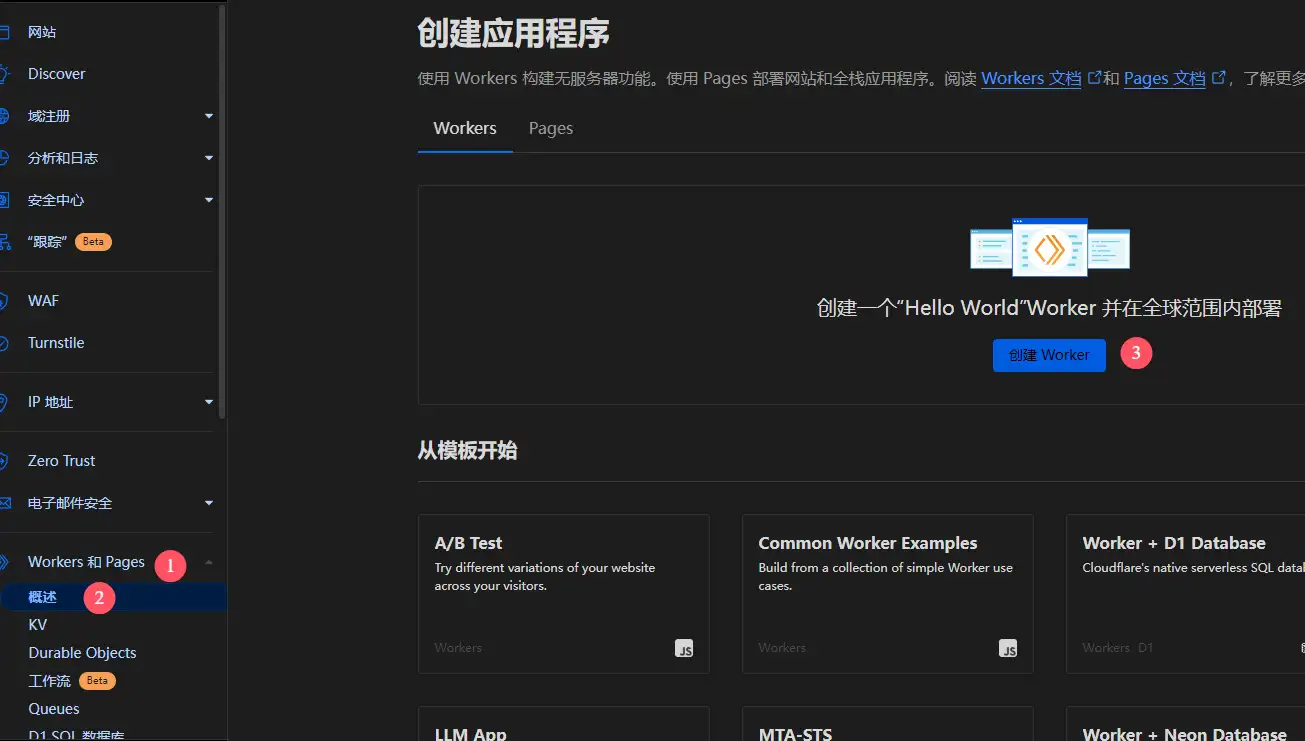 网站
Discover
域注册
分析和日志
安全中心
“跟踪” Beta
WAF
Turnstile
IP 地址
Zero Trust
电子邮件安全
Workers 和 Pages 1
概述 2
KV
Durable Objects
工作流 Beta
Queues
D1 SQL 数据库
创建应用程序
使用 Workers 构建无服务器功能。使用 Pages 部署网站和全栈应用程序。阅读 Workers 文档 和 Pages 文档 ，了解更多
Workers Pages
创建一个“Hello World”Worker 并在全球范围内部署
创建 Worker 3
从模板开始
A/B Test
Try different variations of your website
across your visitors.
Workers
JS
Common Worker Examples
Build from a collection of simple Worker use
cases.
Workers
JS
Worker + D1 Database
Cloudflare's native serverless SQL datab
Workers D1
LLM App
MTA-STS
Worker + Neon Database